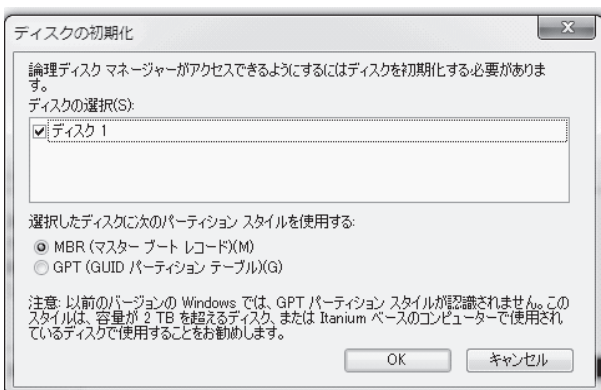 ディスクの初期化
論理ディスク マネージャーがアクセスできるようにするにはディスクを初期化する必要がありま
す。
ディスクの選択(S):
ディスク 1
選択したディスクに次のパーティション スタイルを使用する:
MBR (マスター ブート レコード)(M)
GPT (GUID パーティション テーブル)(G)
注意: 以前のバージョンの Windows では、GPT パーティション スタイルが認識されません。この
スタイルは、容量が 2 TB を超えるディスク、または Itanium ベースのコンピューターで使用され
ているディスクで使用することをお勧めします。
OK
キャンセル